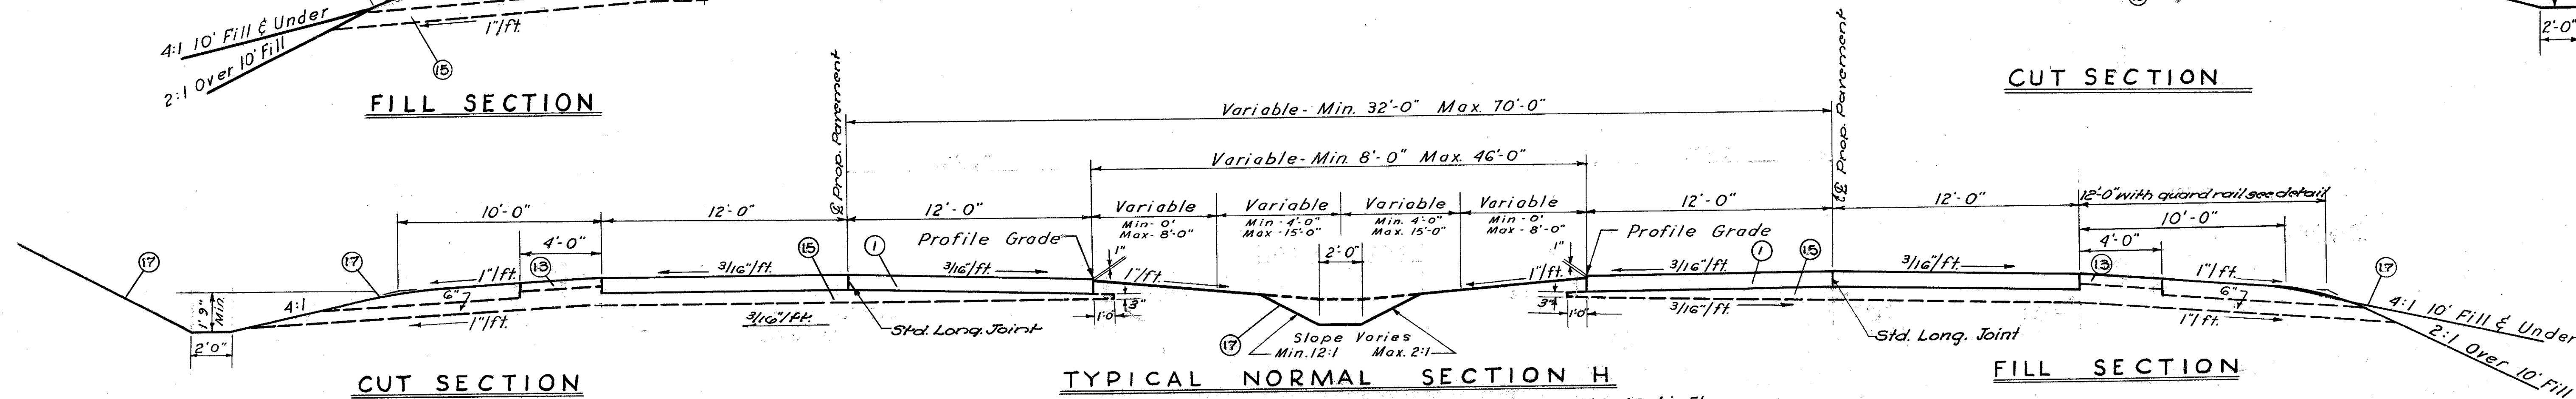 4:1 10' Fill & Under
2:1 Over 10' Fill
1"/ft.
15
FILL SECTION
CUT SECTION
2'-0"
℄ Prop. Pavement
℄ Prop. Pavement
Variable- Min. 32'-0" Max. 70'-0"
Variable- Min. 8'-0" Max. 46'-0"
10'-0"
12'-0"
12'-0"
Variable
Min- 0'
Max- 8'-0"
Variable
Min - 4'-0"
Max - 15'-0"
Variable
Min. 4'-0"
Max. 15'-0"
Variable
Min - 0'
Max - 8'-0"
12'-0"
12'-0"
12'-0" with guard rail see detail
10'-0"
4'-0"
4'-0"
Profile Grade
Profile Grade
2'-0"
1"
1"
17
17
1"/ft.
13
3/16"/ft.
15
1
3/16"/ft.
1"/ft.
1"/ft.
3/16"/ft.
1
15
3/16"/ft.
13
1"/ft.
17
1'9" Min.
4:1
6"
1"/ft.
3/16"/ft.
Std. Long. Joint
3"
1'-0"
17
Slope Varies
Min. 12:1 Max. 2:1
3"
1'-0"
3/16"/ft.
Std. Long. Joint
6"
1"/ft.
4:1 10' Fill & Under
2:1 Over 10' Fill
2'0"
CUT SECTION
TYPICAL NORMAL SECTION H
FILL SECTION